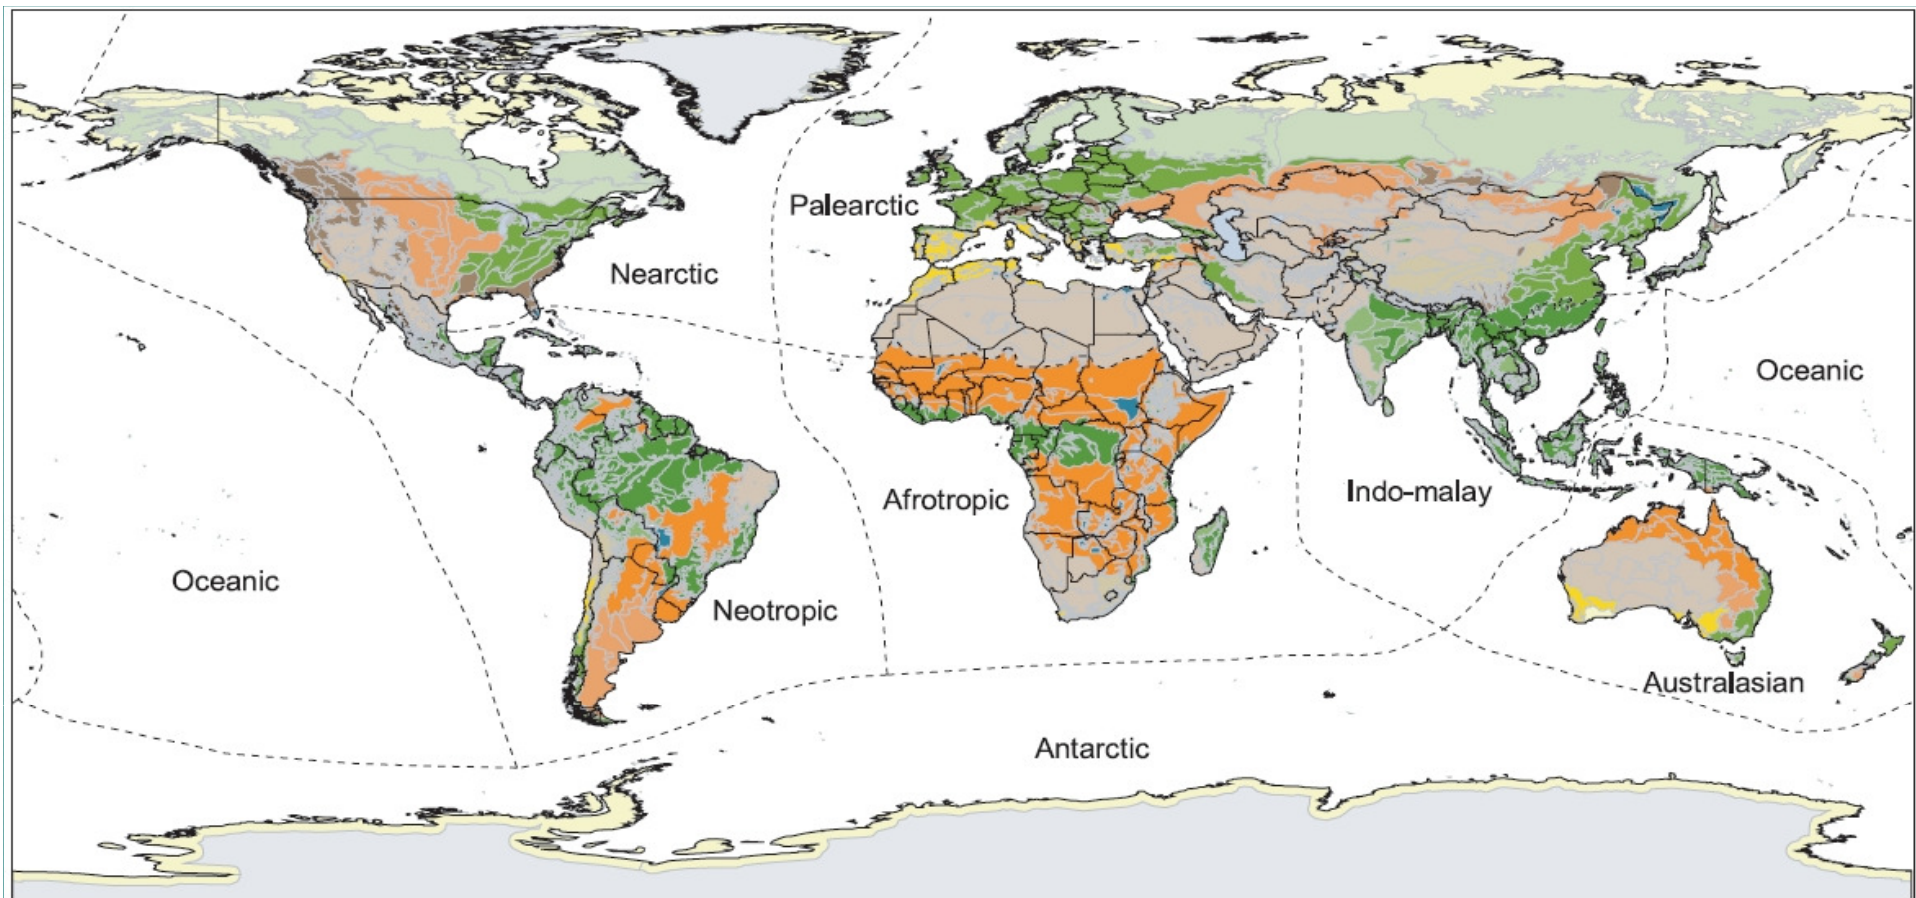 Palearctic
Nearctic
Oceanic
Afrotropic
Indo-malay
Oceanic
Neotropic
Australasian
Antarctic